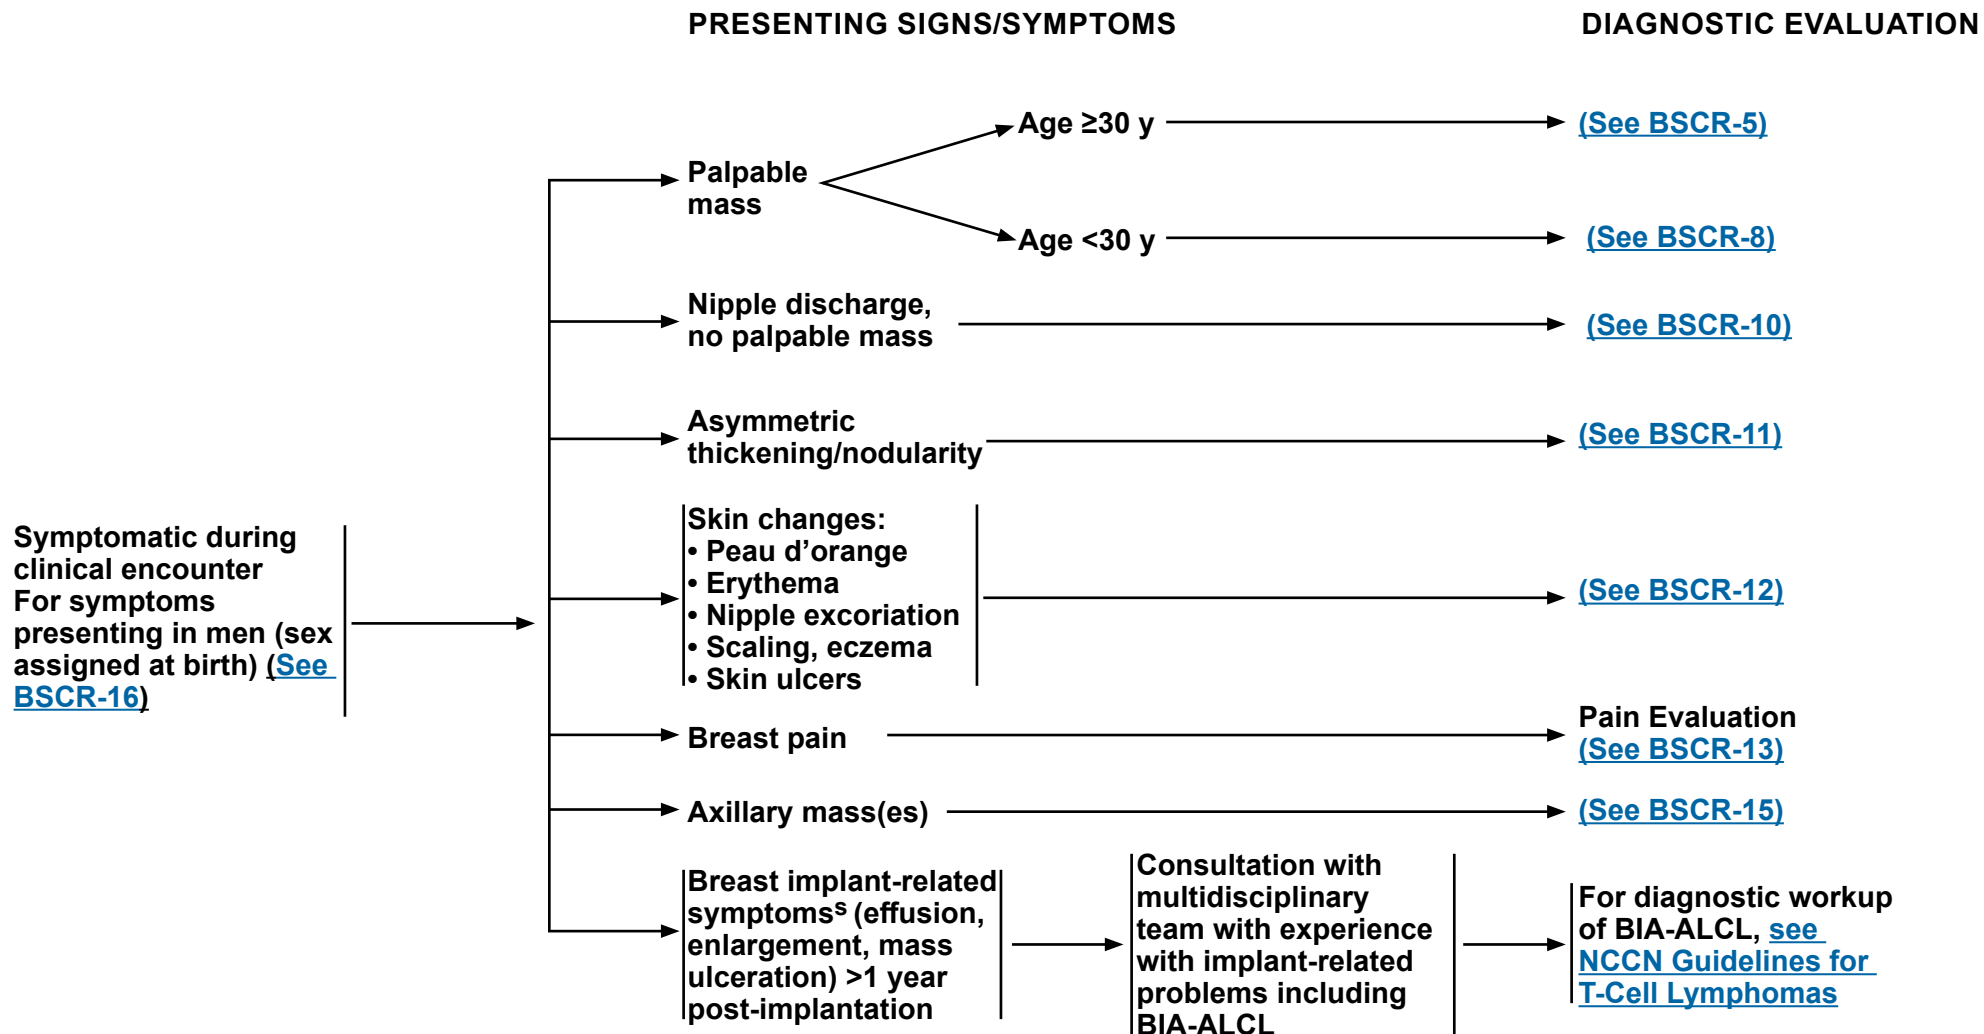 PRESENTING SIGNS/SYMPTOMS
DIAGNOSTIC EVALUATION
Symptomatic during
clinical encounter
For symptoms
presenting in men (sex
assigned at birth) (See
BSCR-16)
Palpable
mass
Age ≥30 y
(See BSCR-5)
Age <30 y
(See BSCR-8)
Nipple discharge,
no palpable mass
(See BSCR-10)
Asymmetric
thickening/nodularity
(See BSCR-11)
Skin changes:
• Peau d’orange
• Erythema
• Nipple excoriation
• Scaling, eczema
• Skin ulcers
(See BSCR-12)
Breast pain
Pain Evaluation
(See BSCR-13)
Axillary mass(es)
(See BSCR-15)
Breast implant-related
symptomsˢ (effusion,
enlargement, mass
ulceration) >1 year
post-implantation
Consultation with
multidisciplinary
team with experience
with implant-related
problems including
BIA-ALCL
For diagnostic workup
of BIA-ALCL, see
NCCN Guidelines for
T-Cell Lymphomas